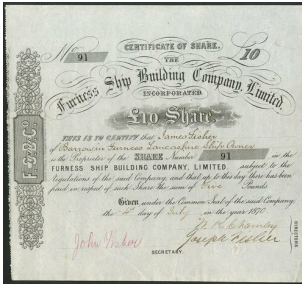 CERTIFICATE OF SHARE.
No. 91 £10
THE
Furness Ship Building Company, Limited.
INCORPORATED
£10 Share
THIS IS TO CERTIFY that James Fisher
of Barrow in Furness Lancashire Ship Owner
is the Proprietor of the SHARE Number 91 in the
FURNESS SHIP BUILDING COMPANY, LIMITED, subject to the
Regulations of the said Company, and that up to this day there has been
paid in respect of such Share the sum of Five Pounds.
Given under the Common Seal of the said Company
the day of July in the year 1870
John Fisher
Joseph Fisher
SECRETARY.
DIRECTORS